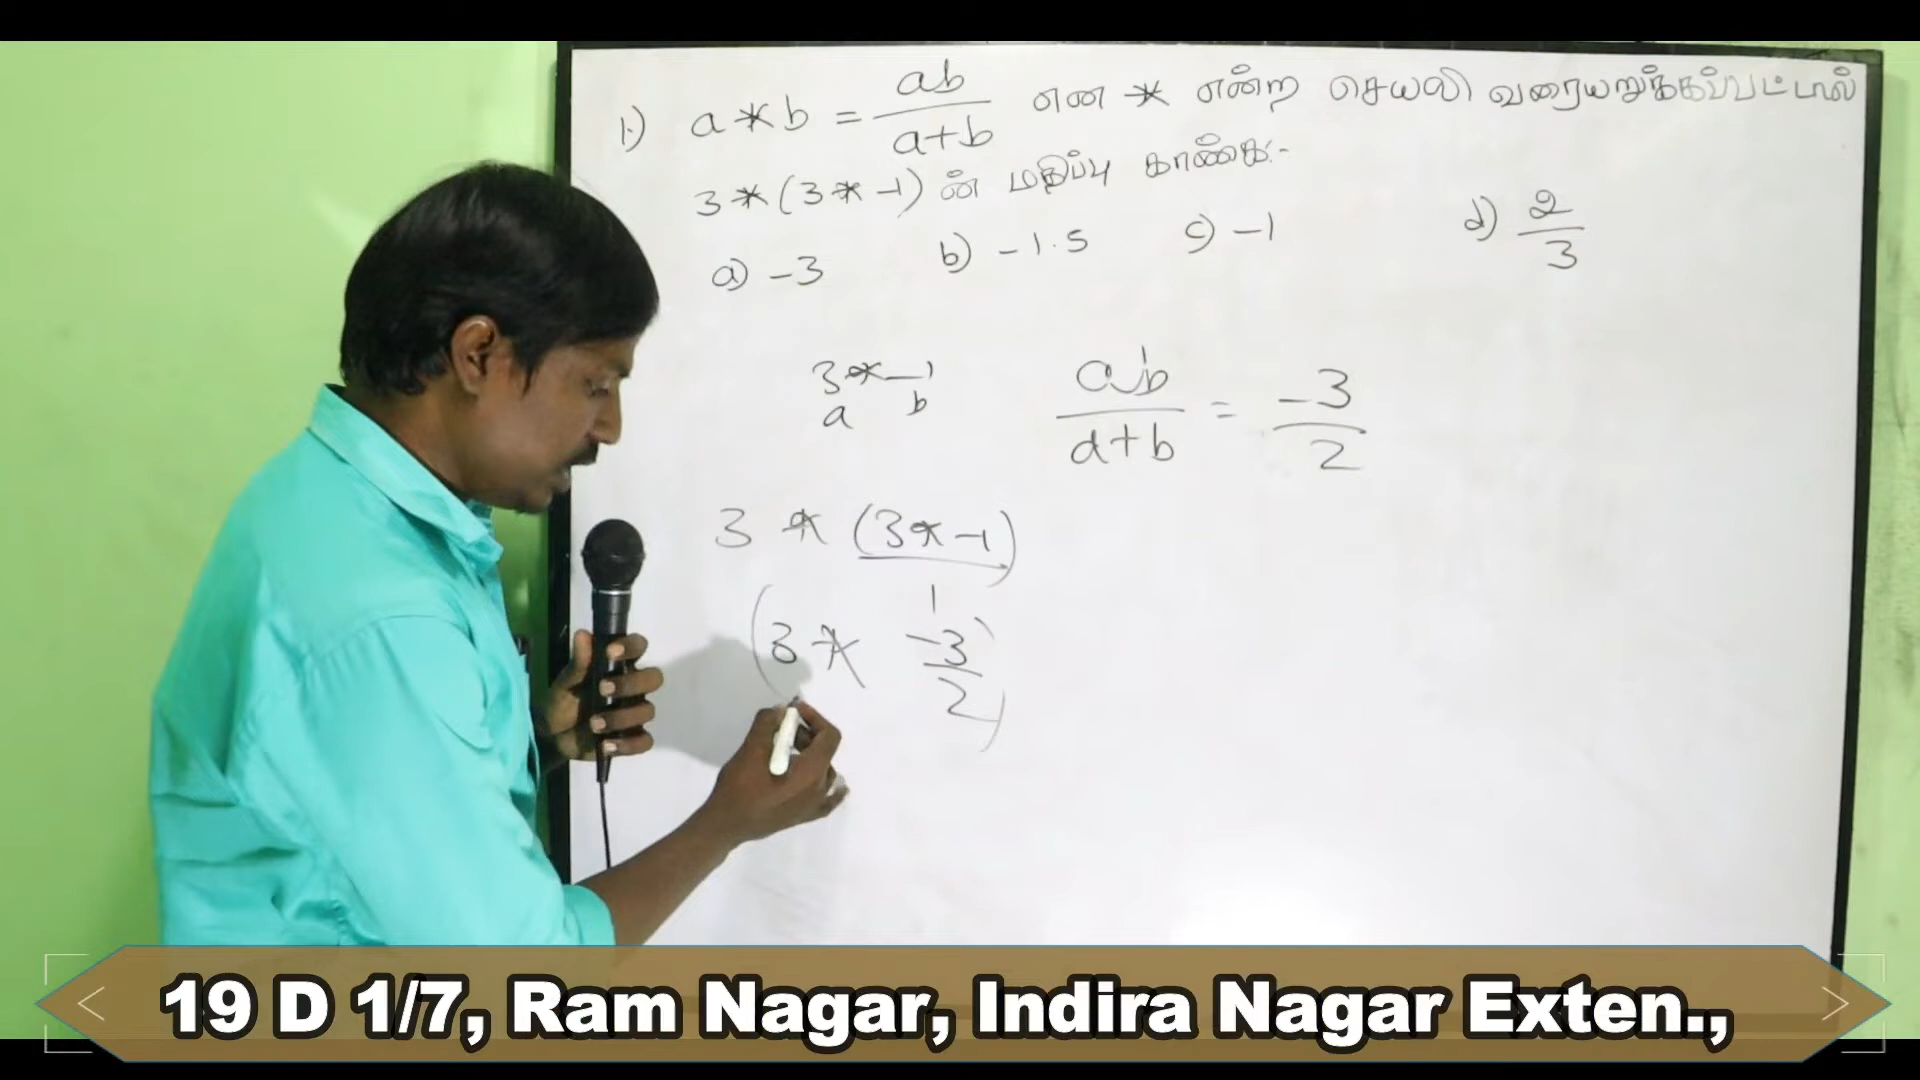 1.) a * b = ab / a+b என * என்ற செயலி வரையறுக்கப்பட்டால்
3 * (3 * -1) ன் மதிப்பு காண்க:-
a) -3 b) -1.5 c) -1 d) 2/3
3 * -1
a b
ab / a+b = -3 / 2
3 * (3 * -1)
(3 * -3/2)
19 D 1/7, Ram Nagar, Indira Nagar Exten.,